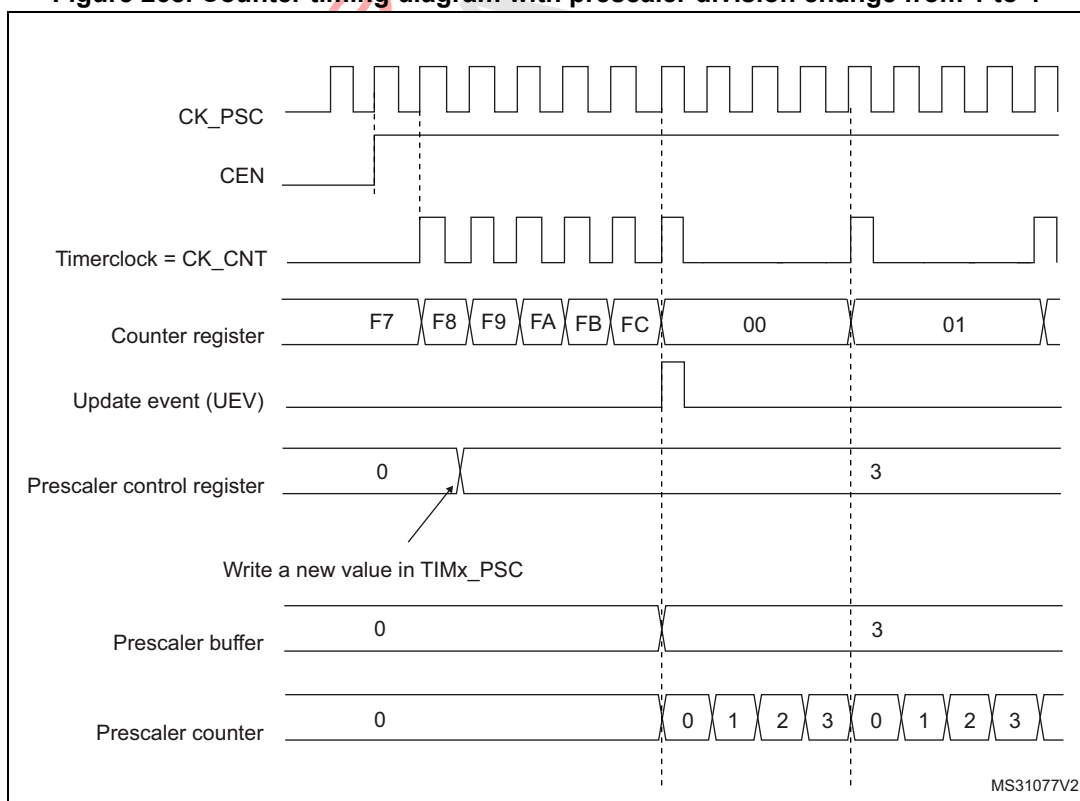 CK_PSC
CEN
Timerclock = CK_CNT
Counter register
F7 F8 F9 FA FB FC 00 01
Update event (UEV)
Prescaler control register
0 3
Write a new value in TIMx_PSC
Prescaler buffer
0 3
Prescaler counter
0 0 1 2 3 0 1 2 3
MS31077V2